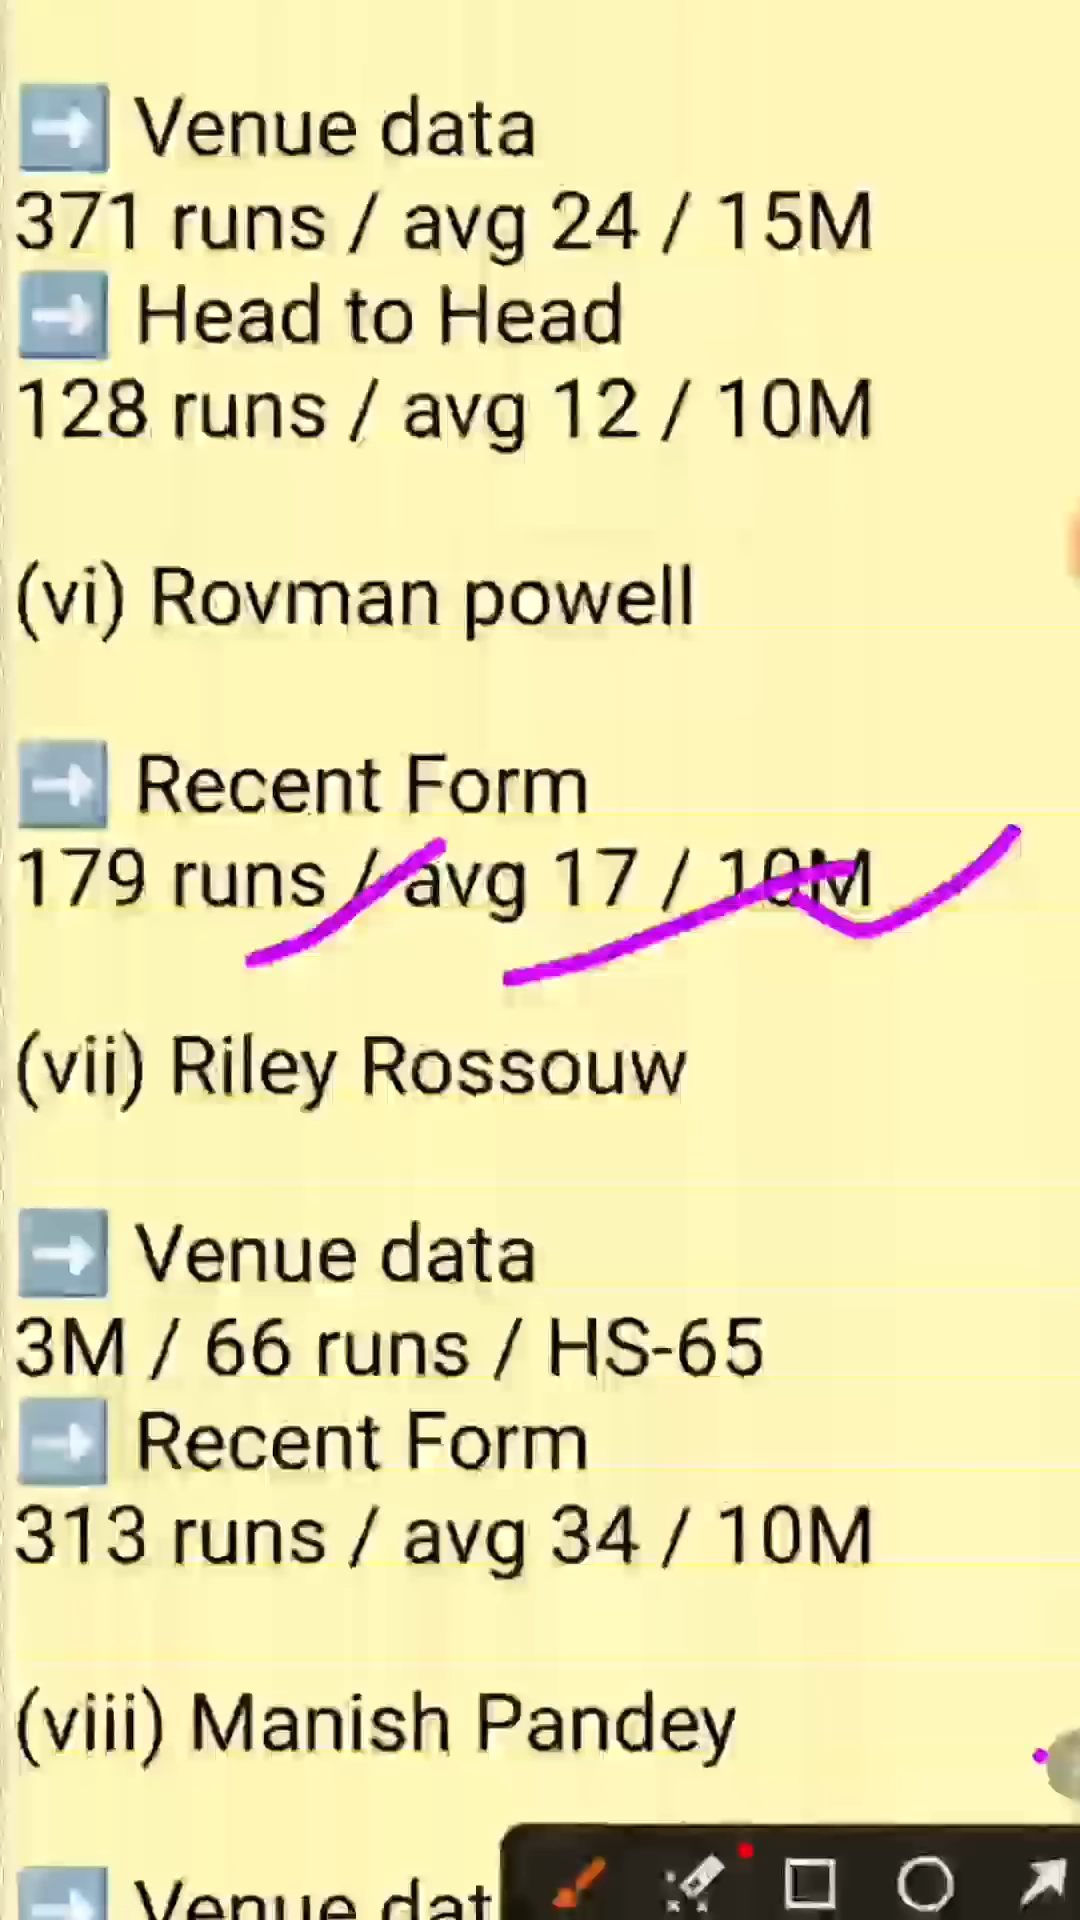 ➡️ Venue data
371 runs / avg 24 / 15M
➡️ Head to Head
128 runs / avg 12 / 10M
(vi) Rovman powell
➡️ Recent Form
179 runs / avg 17 / 10M
(vii) Riley Rossouw
➡️ Venue data
3M / 66 runs / HS-65
➡️ Recent Form
313 runs / avg 34 / 10M
(viii) Manish Pandey
➡️ Venue dat